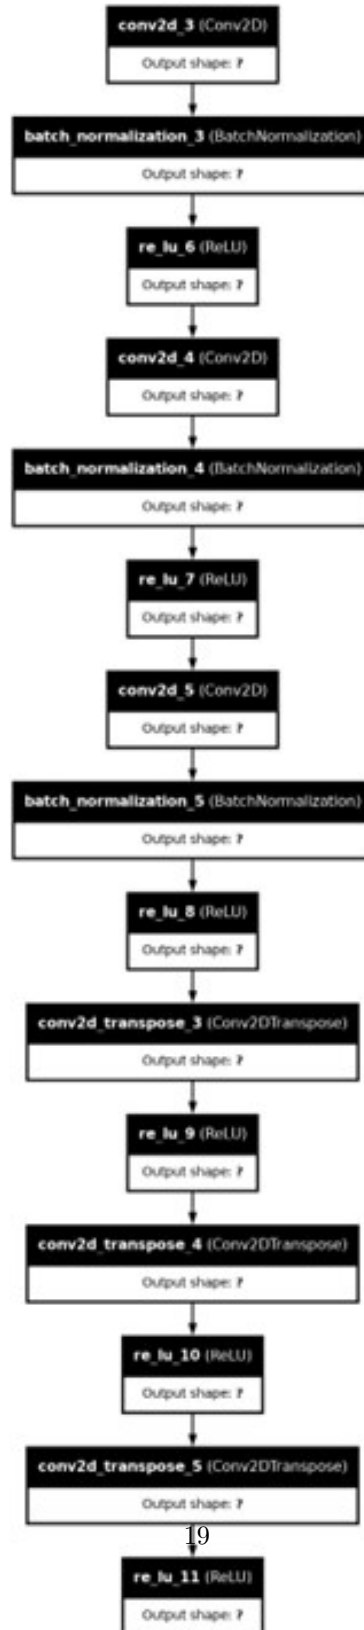 conv2d_3 (Conv2D)
Output shape: ?
batch_normalization_3 (BatchNormalization)
Output shape: ?
re_lu_6 (ReLU)
Output shape: ?
conv2d_4 (Conv2D)
Output shape: ?
batch_normalization_4 (BatchNormalization)
Output shape: ?
re_lu_7 (ReLU)
Output shape: ?
conv2d_5 (Conv2D)
Output shape: ?
batch_normalization_5 (BatchNormalization)
Output shape: ?
re_lu_8 (ReLU)
Output shape: ?
conv2d_transpose_3 (Conv2DTranspose)
Output shape: ?
re_lu_9 (ReLU)
Output shape: ?
conv2d_transpose_4 (Conv2DTranspose)
Output shape: ?
re_lu_10 (ReLU)
Output shape: ?
conv2d_transpose_5 (Conv2DTranspose)
Output shape: ?
19
re_lu_11 (ReLU)
Output shape: ?